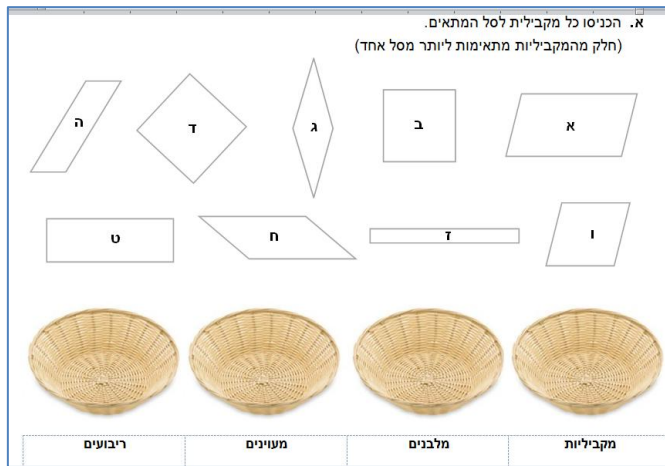 א. הכניסו כל מקבילית לסל המתאים.
(חלק מהמקביליות מתאימות ליותר מסל אחד)
א ב ג ד ה
ו ז ח ט
מקביליות מלבנים מעוינים ריבועים